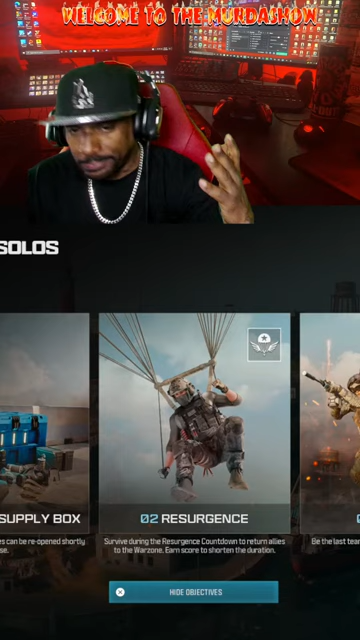 WELCOME TO THE MURDASHOW
SOLOS
SUPPLY BOX
es can be re-opened shortly
se.
02 RESURGENCE
Survive during the Resurgence Countdown to return allies
to the Warzone. Earn score to shorten the duration.
Be the last team
HIDE OBJECTIVES